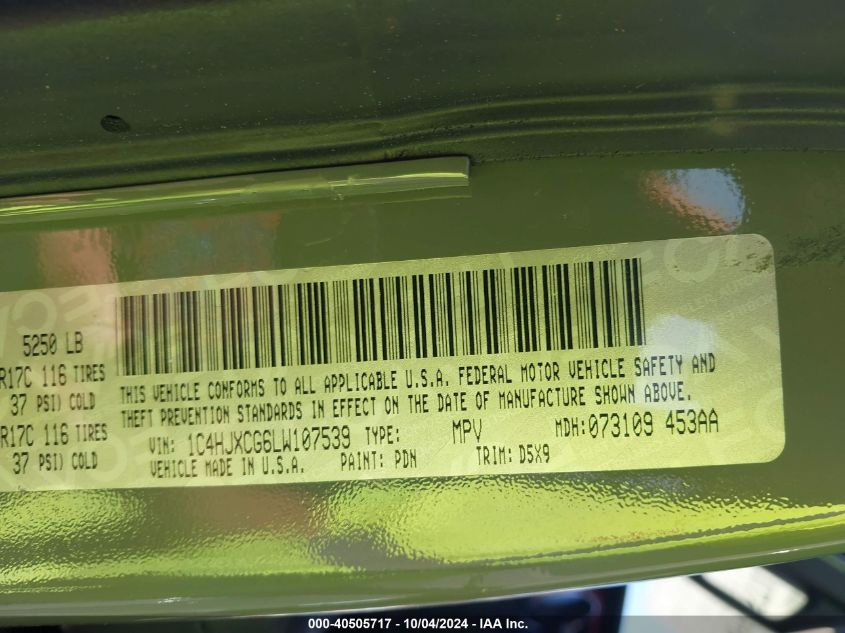 5250 LB
R17C 116 TIRES
37 PSI) COLD
R17C 116 TIRES
37 PSI) COLD
THIS VEHICLE CONFORMS TO ALL APPLICABLE U.S.A. FEDERAL MOTOR VEHICLE SAFETY AND
THEFT PREVENTION STANDARDS IN EFFECT ON THE DATE OF MANUFACTURE SHOWN ABOVE.
VIN: 1C4HJXCG6LW107539 TYPE: MPV MDH:073109 453AA
VEHICLE MADE IN U.S.A. PAINT: PDN TRIM: D5X9
000-40505717 - 10/04/2024 - IAA Inc.